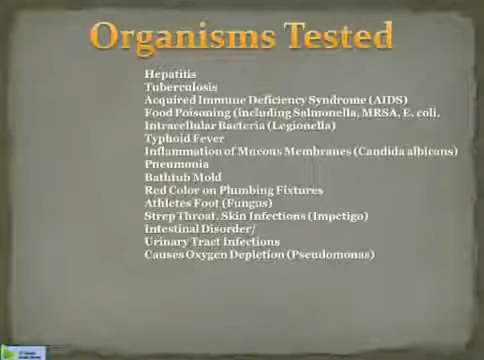 Organisms Tested
Hepatitis
Tuberculosis
Acquired Immune Deficiency Syndrome (AIDS)
Food Poisoning (including Salmonella, MRSA, E. coli,
Intracellular Bacteria (Legionella)
Typhoid Fever
Inflammation of Mucous Membranes (Candida albicans)
Pneumonia
Bathtub Mold
Red Color on Plumbing Fixtures
Athletes Foot (Fungus)
Strep Throat, Skin Infections (Impetigo)
Intestinal Disorder/
Urinary Tract Infections
Causes Oxygen Depletion (Pseudomonas)